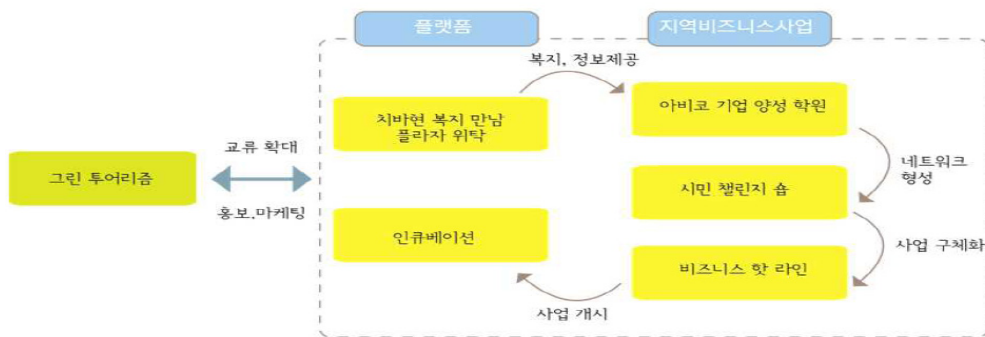 플랫폼
지역비즈니스사업
복지, 정보제공
치바현 복지 만남
플라자 위탁
아비코 기업 양성 학원
교류 확대
그린 투어리즘
홍보.마케팅
네트워크
형성
시민 챌린지 숍
인큐베이션
사업 구체화
비즈니스 핫 라인
사업 개시